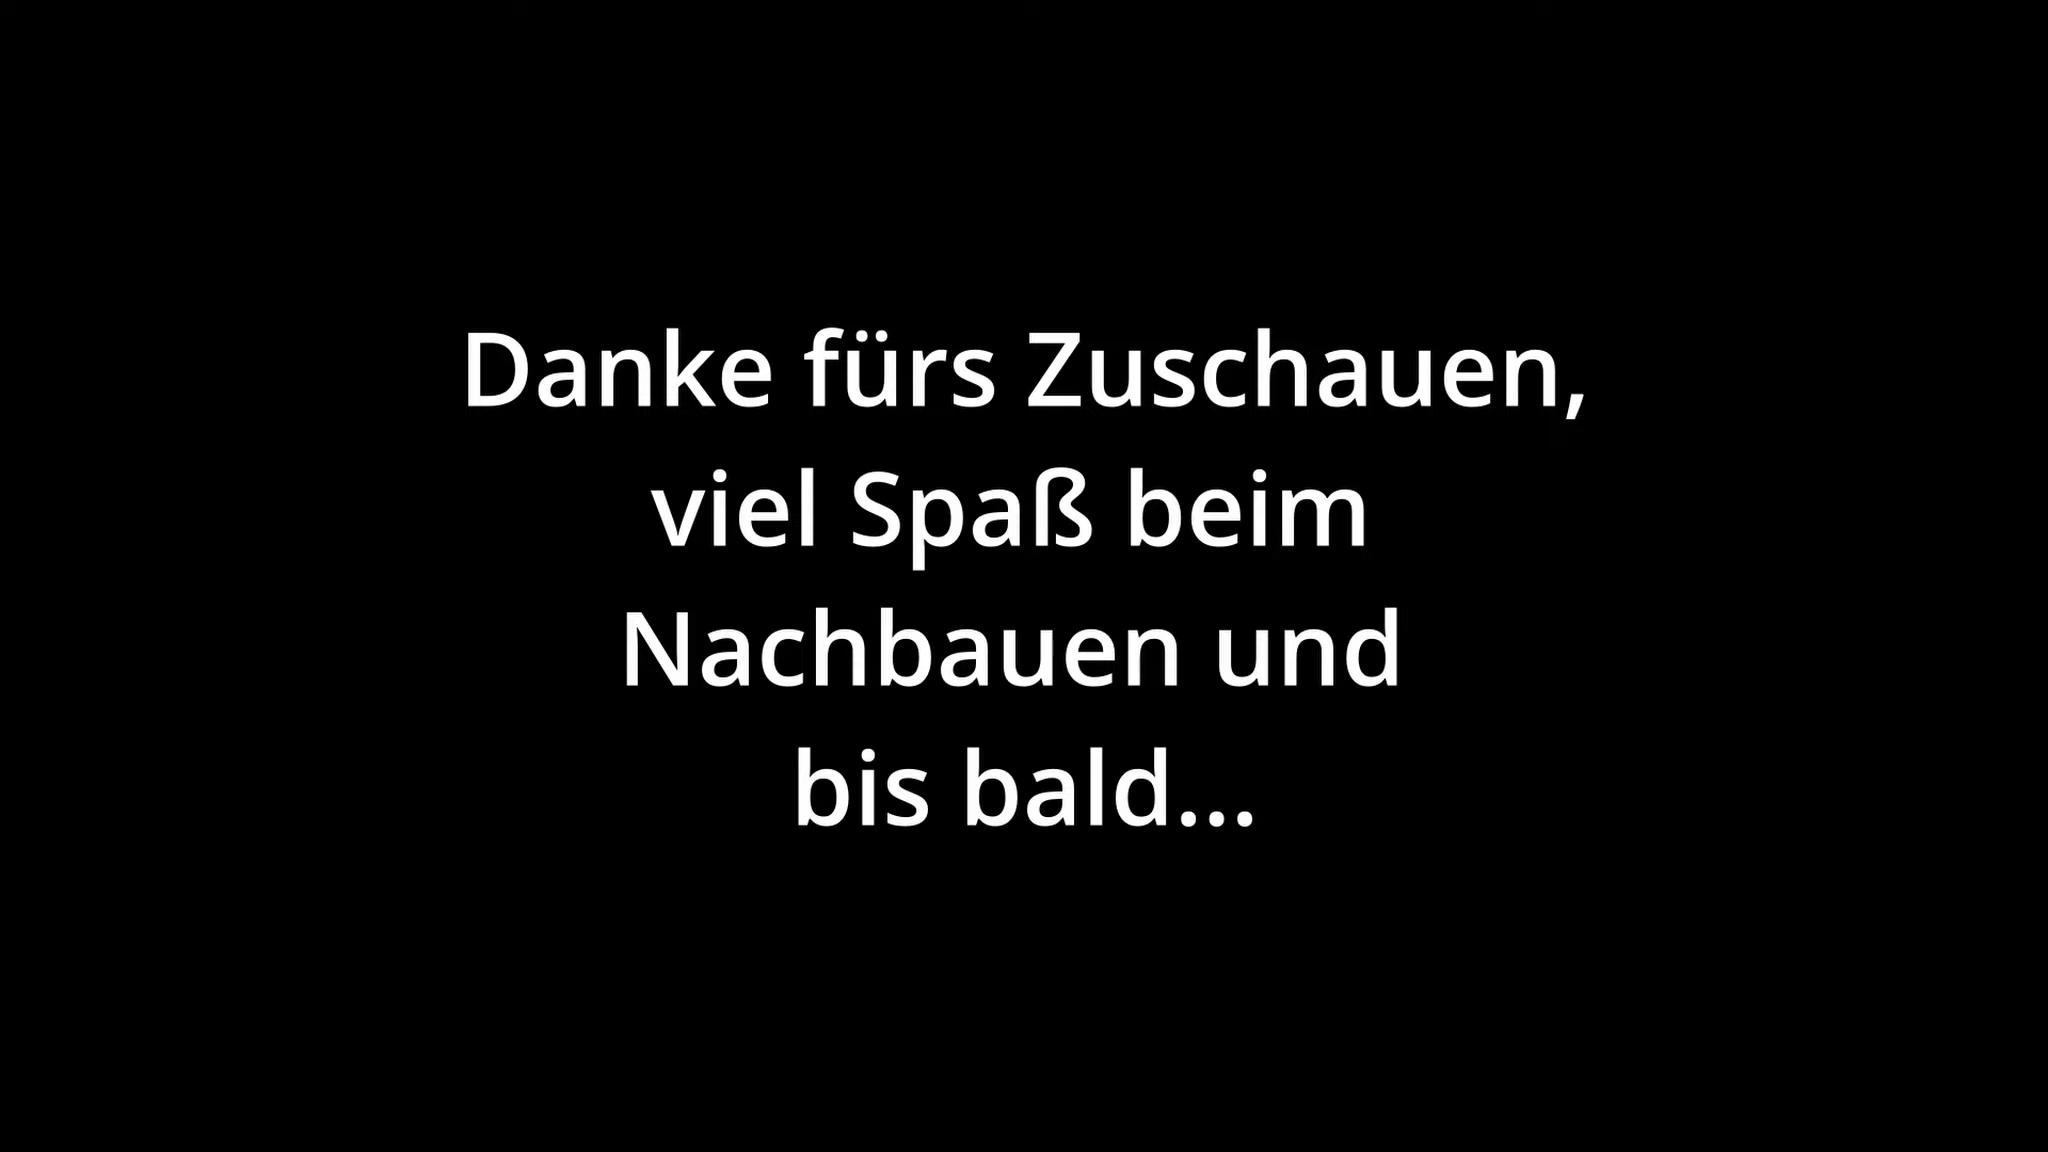 Danke fürs Zuschauen,
viel Spaß beim
Nachbauen und
bis bald...